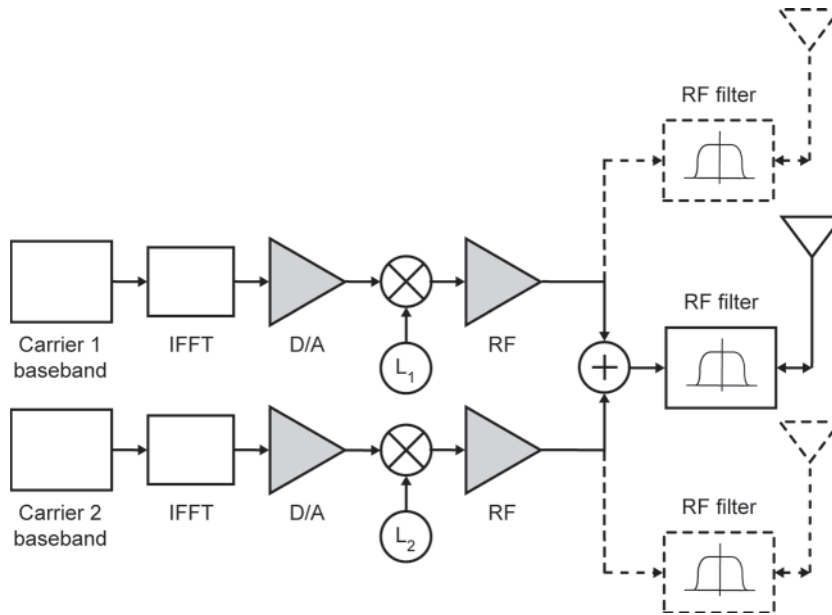 RF filter
RF filter
Carrier 1
baseband
IFFT
D/A
L1
RF
RF filter
Carrier 2
baseband
IFFT
D/A
L2
RF